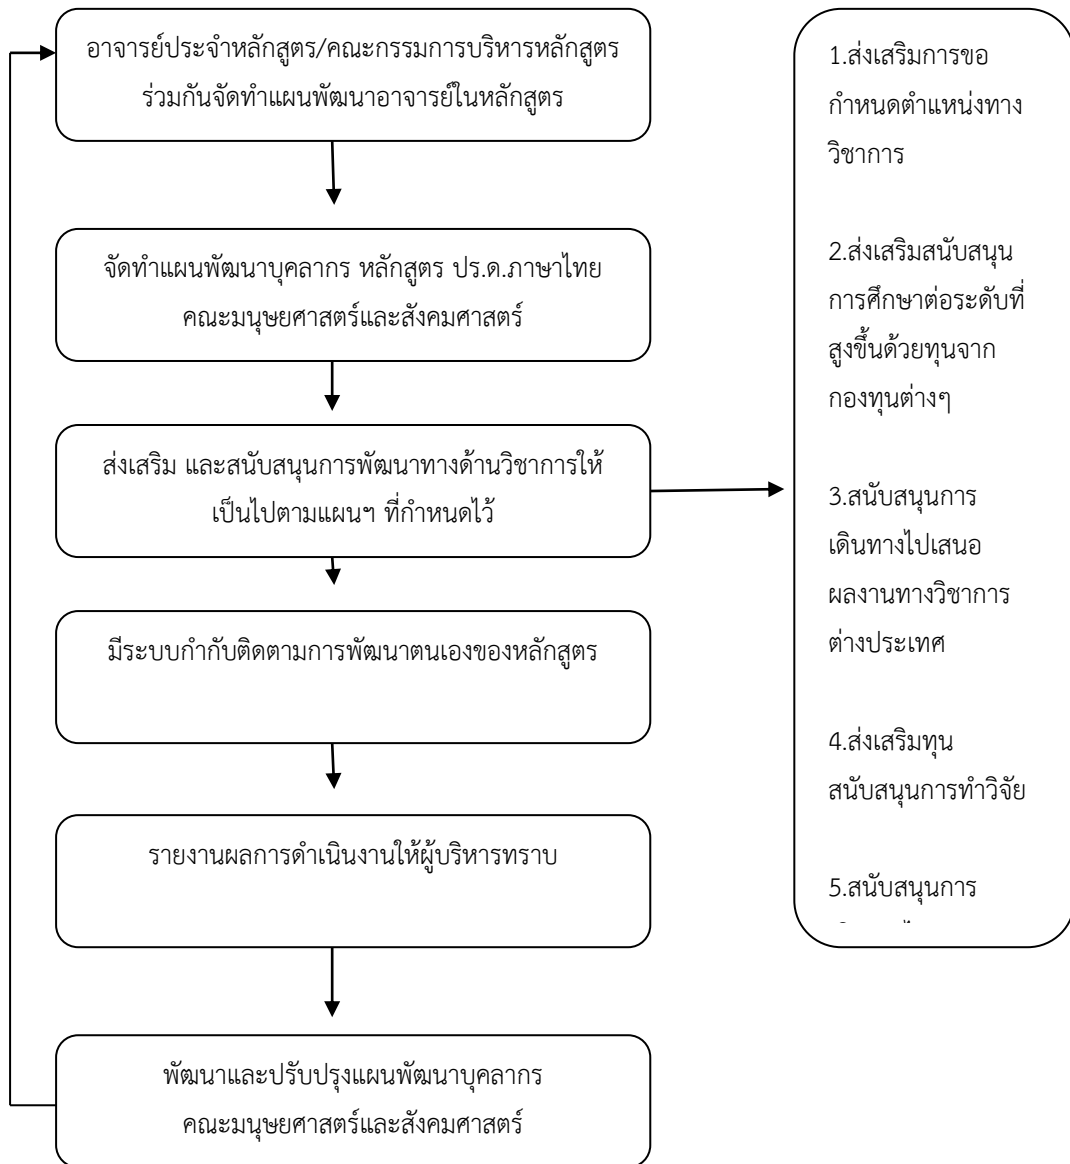 อาจารย์ประจำหลักสูตร/คณะกรรมการบริหารหลักสูตร
ร่วมกันจัดทำแผนพัฒนาอาจารย์ในหลักสูตร
จัดทำแผนพัฒนาบุคลากร หลักสูตร ปร.ด.ภาษาไทย
คณะมนุษยศาสตร์และสังคมศาสตร์
ส่งเสริม และสนับสนุนการพัฒนาทางด้านวิชาการให้
เป็นไปตามแผนฯ ที่กำหนดไว้
มีระบบกำกับติดตามการพัฒนาตนเองของหลักสูตร
รายงานผลการดำเนินงานให้ผู้บริหารทราบ
พัฒนาและปรับปรุงแผนพัฒนาบุคลากร
คณะมนุษยศาสตร์และสังคมศาสตร์
1.ส่งเสริมการขอ
กำหนดตำแหน่งทาง
วิชาการ
2.ส่งเสริมสนับสนุน
การศึกษาต่อระดับที่
สูงขึ้นด้วยทุนจาก
กองทุนต่างๆ
3.สนับสนุนการ
เดินทางไปเสนอ
ผลงานทางวิชาการ
ต่างประเทศ
4.ส่งเสริมทุน
สนับสนุนการทำวิจัย
5.สนับสนุนการ